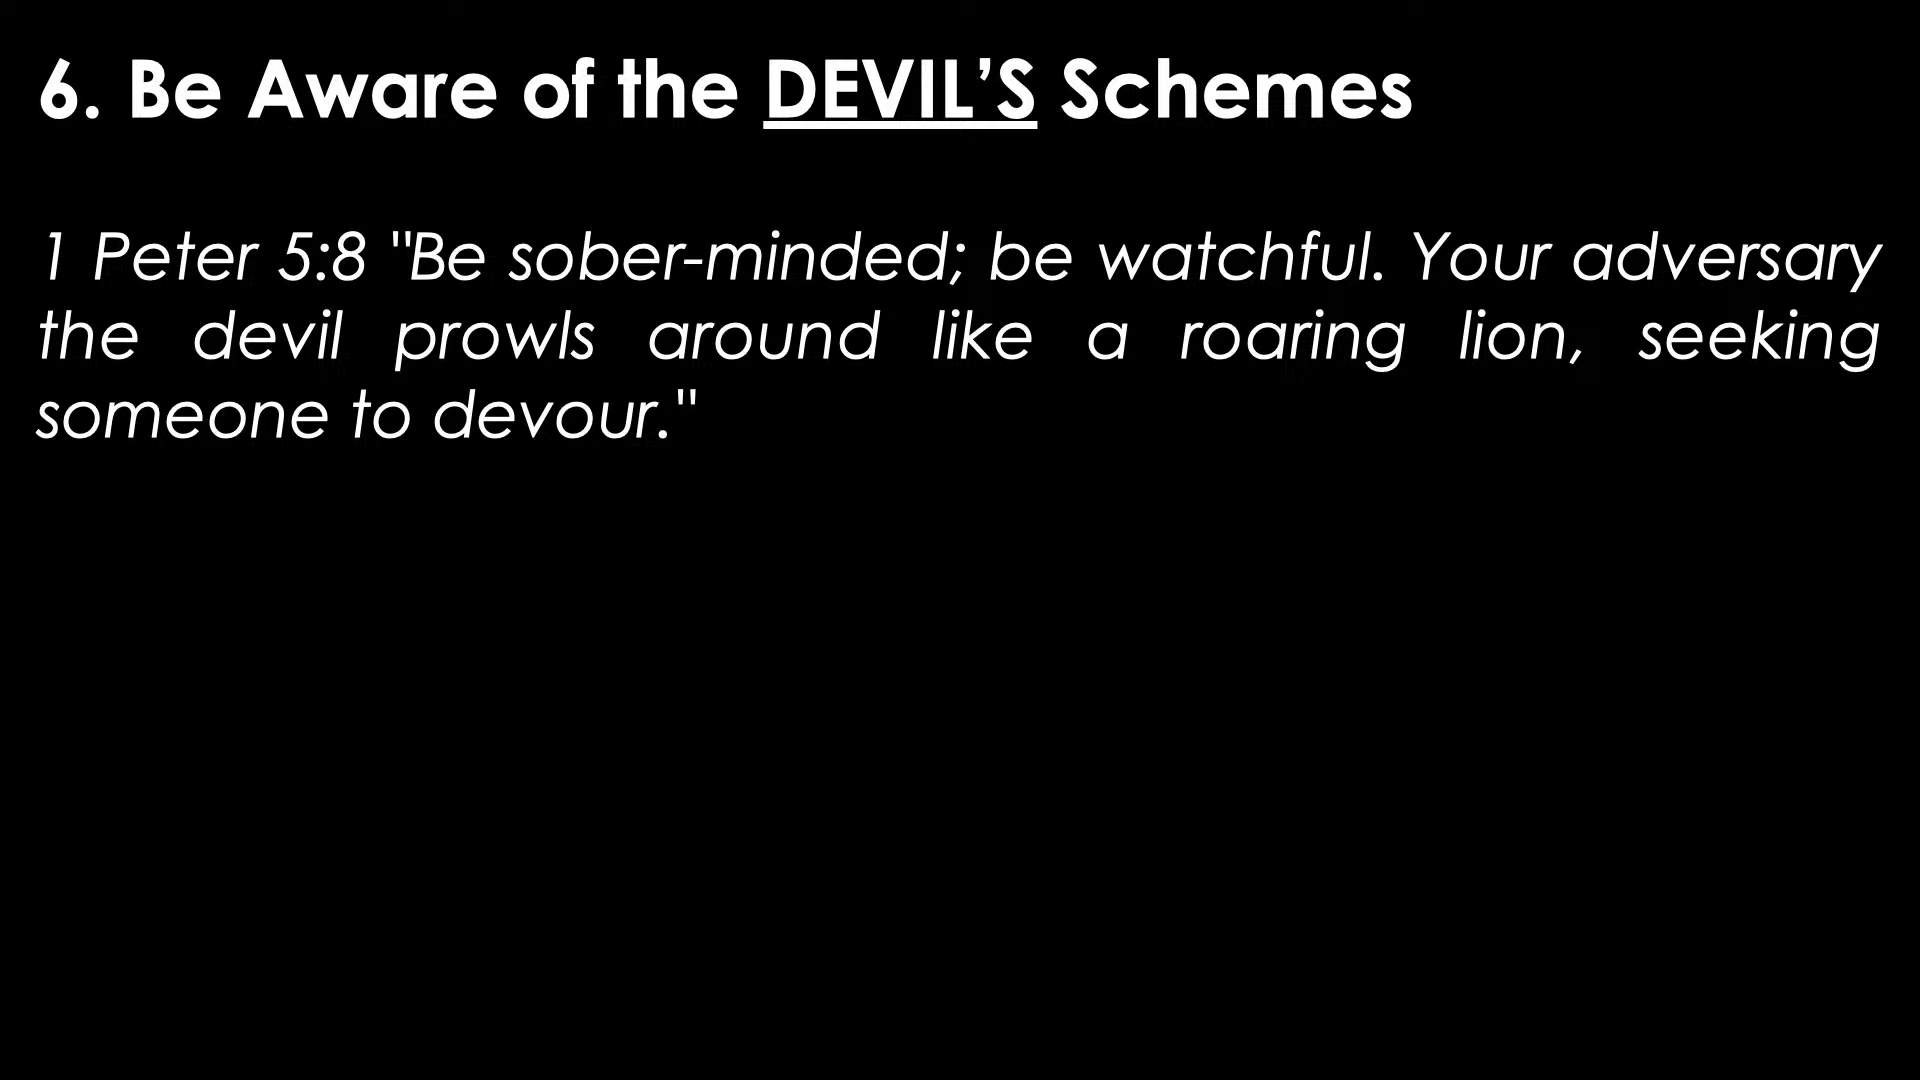 6. Be Aware of the DEVIL’S Schemes
1 Peter 5:8 "Be sober-minded; be watchful. Your adversary
the devil prowls around like a roaring lion, seeking
someone to devour."